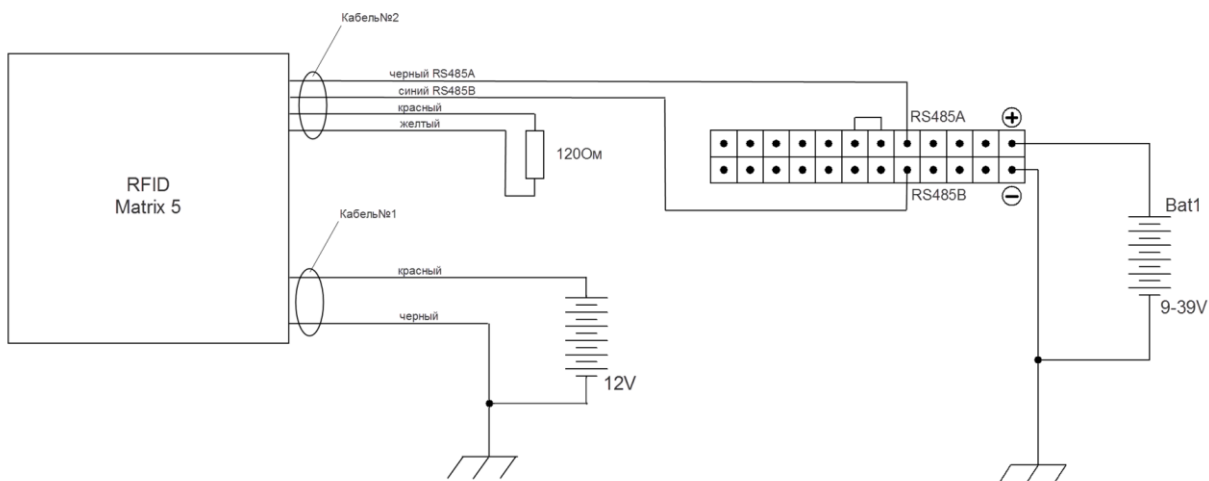 Кабель№2
черный RS485A
синий RS485B
красный
желтый
120Ом
RS485A
+
RS485B
−
RFID
Matrix 5
Кабель№1
красный
черный
12V
Bat1
9-39V